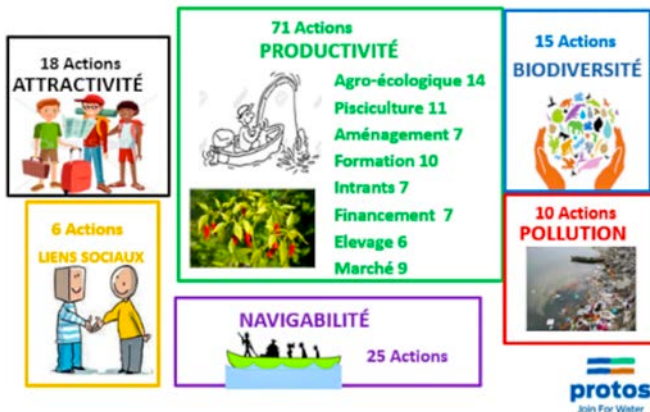 18 Actions
ATTRACTIVITÉ
71 Actions
PRODUCTIVITÉ
Agro-écologique 14
Pisciculture 11
Aménagement 7
Formation 10
Intrants 7
Financement 7
Elevage 6
Marché 9
15 Actions
BIODIVERSITÉ
6 Actions
LIENS SOCIAUX
NAVIGABILITÉ
25 Actions
10 Actions
POLLUTION
protos
Join For Water